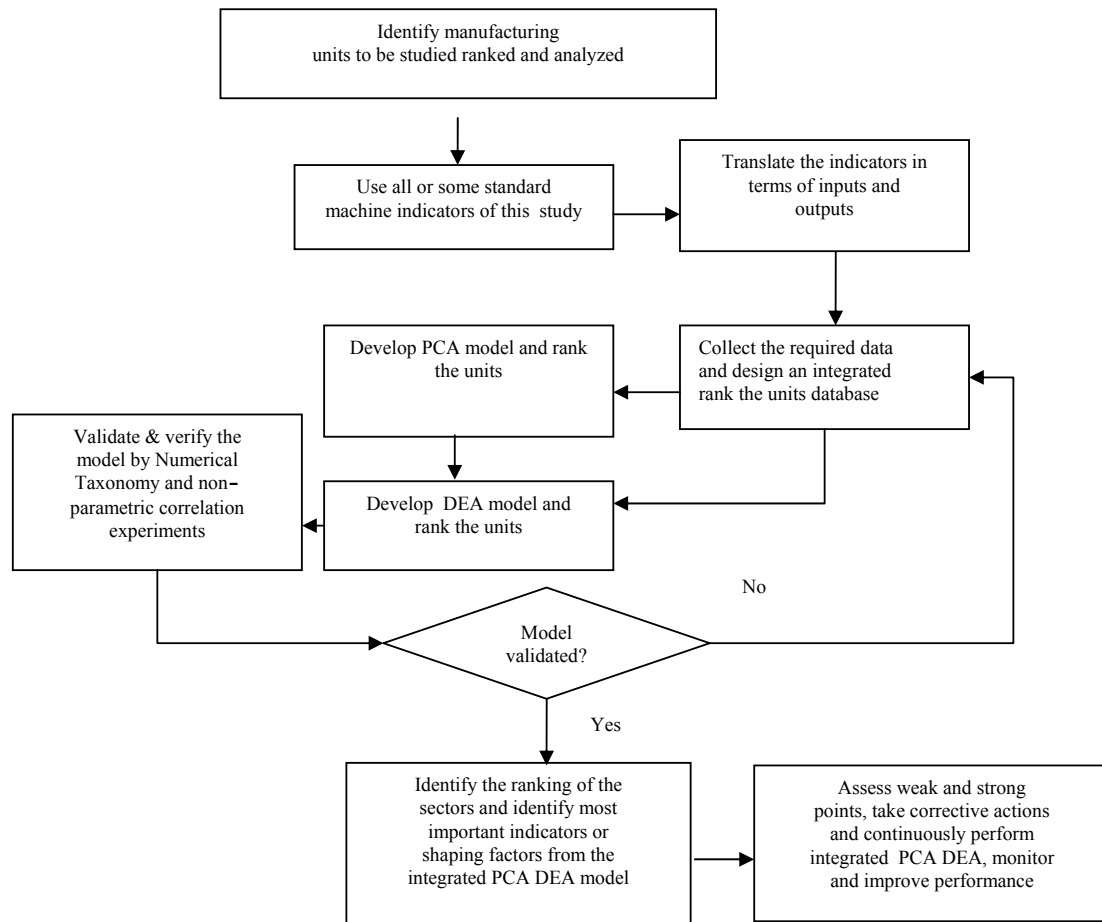 Identify manufacturing
units to be studied ranked and analyzed
Use all or some standard
machine indicators of this study
Translate the indicators in
terms of inputs and
outputs
Develop PCA model and rank
the units
Collect the required data
and design an integrated
rank the units database
Validate & verify the
model by Numerical
Taxonomy and non-
parametric correlation
experiments
Develop DEA model and
rank the units
No
Model
validated?
Yes
Identify the ranking of the
sectors and identify most
important indicators or
shaping factors from the
integrated PCA DEA model
Assess weak and strong
points, take corrective actions
and continuously perform
integrated PCA DEA, monitor
and improve performance